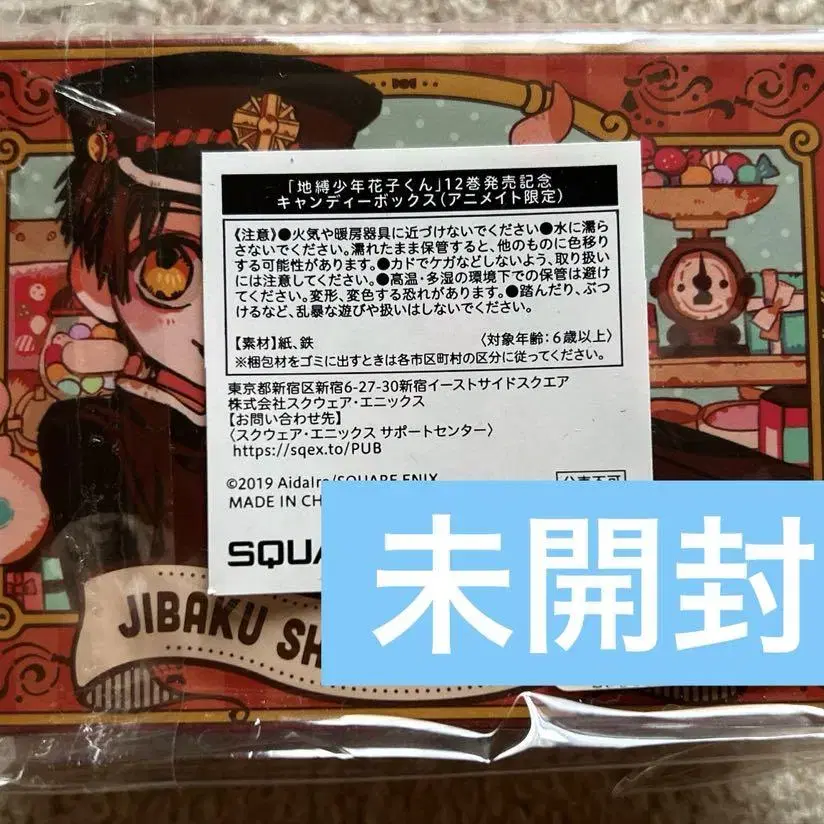 「地縛少年花子くん」12巻発売記念
キャンディーボックス(アニメイト限定)
《注意》●火気や暖房器具に近づけないでください●水に濡ら
さないでください。濡れたまま保管すると、他のものに色移り
する可能性があります。●カドでケガなどしないよう、取り扱い
には注意してください。●高温・多湿の環境下での保管は避け
てください。変形、変色する恐れがあります。●踏んだり、ぶつ
けるなど、乱暴な遊びや扱いはしないでください。
【素材】紙、鉄 〈対象年齢:6歳以上〉
※梱包材をゴミに出すときは各市区町村の区分に従ってください。
東京都新宿区新宿6-27-30新宿イーストサイドスクエア
株式会社スクウェア・エニックス
【お問い合わせ先】
〈スクウェア・エニックス サポートセンター〉
https://sqex.to/PUB
©2019 AidaIro/SQUARE ENIX
MADE IN CH
SQUA
未開封
JIBAKU SH